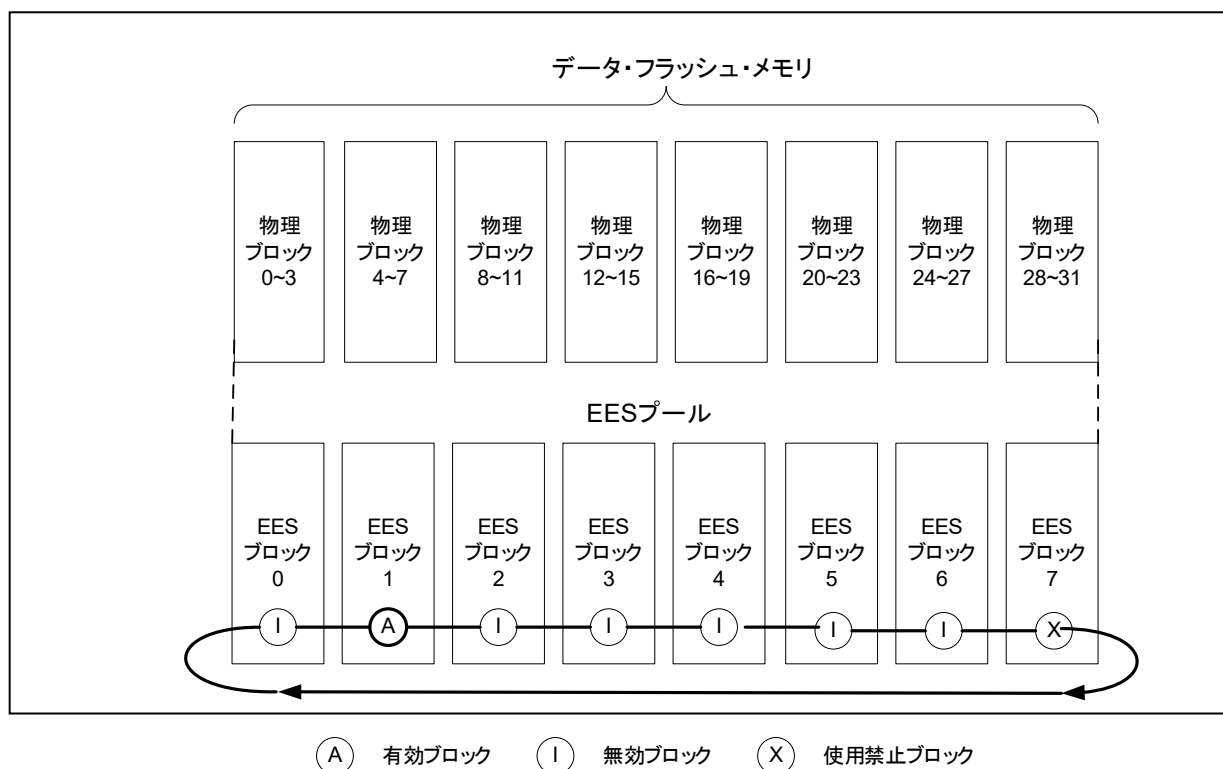 データ・フラッシュ・メモリ
物理
ブロック
0~3
物理
ブロック
4~7
物理
ブロック
8~11
物理
ブロック
12~15
物理
ブロック
16~19
物理
ブロック
20~23
物理
ブロック
24~27
物理
ブロック
28~31
EESプール
EES
ブロック
0
EES
ブロック
1
EES
ブロック
2
EES
ブロック
3
EES
ブロック
4
EES
ブロック
5
EES
ブロック
6
EES
ブロック
7
I A I I I I I X
A 有効ブロック I 無効ブロック X 使用禁止ブロック